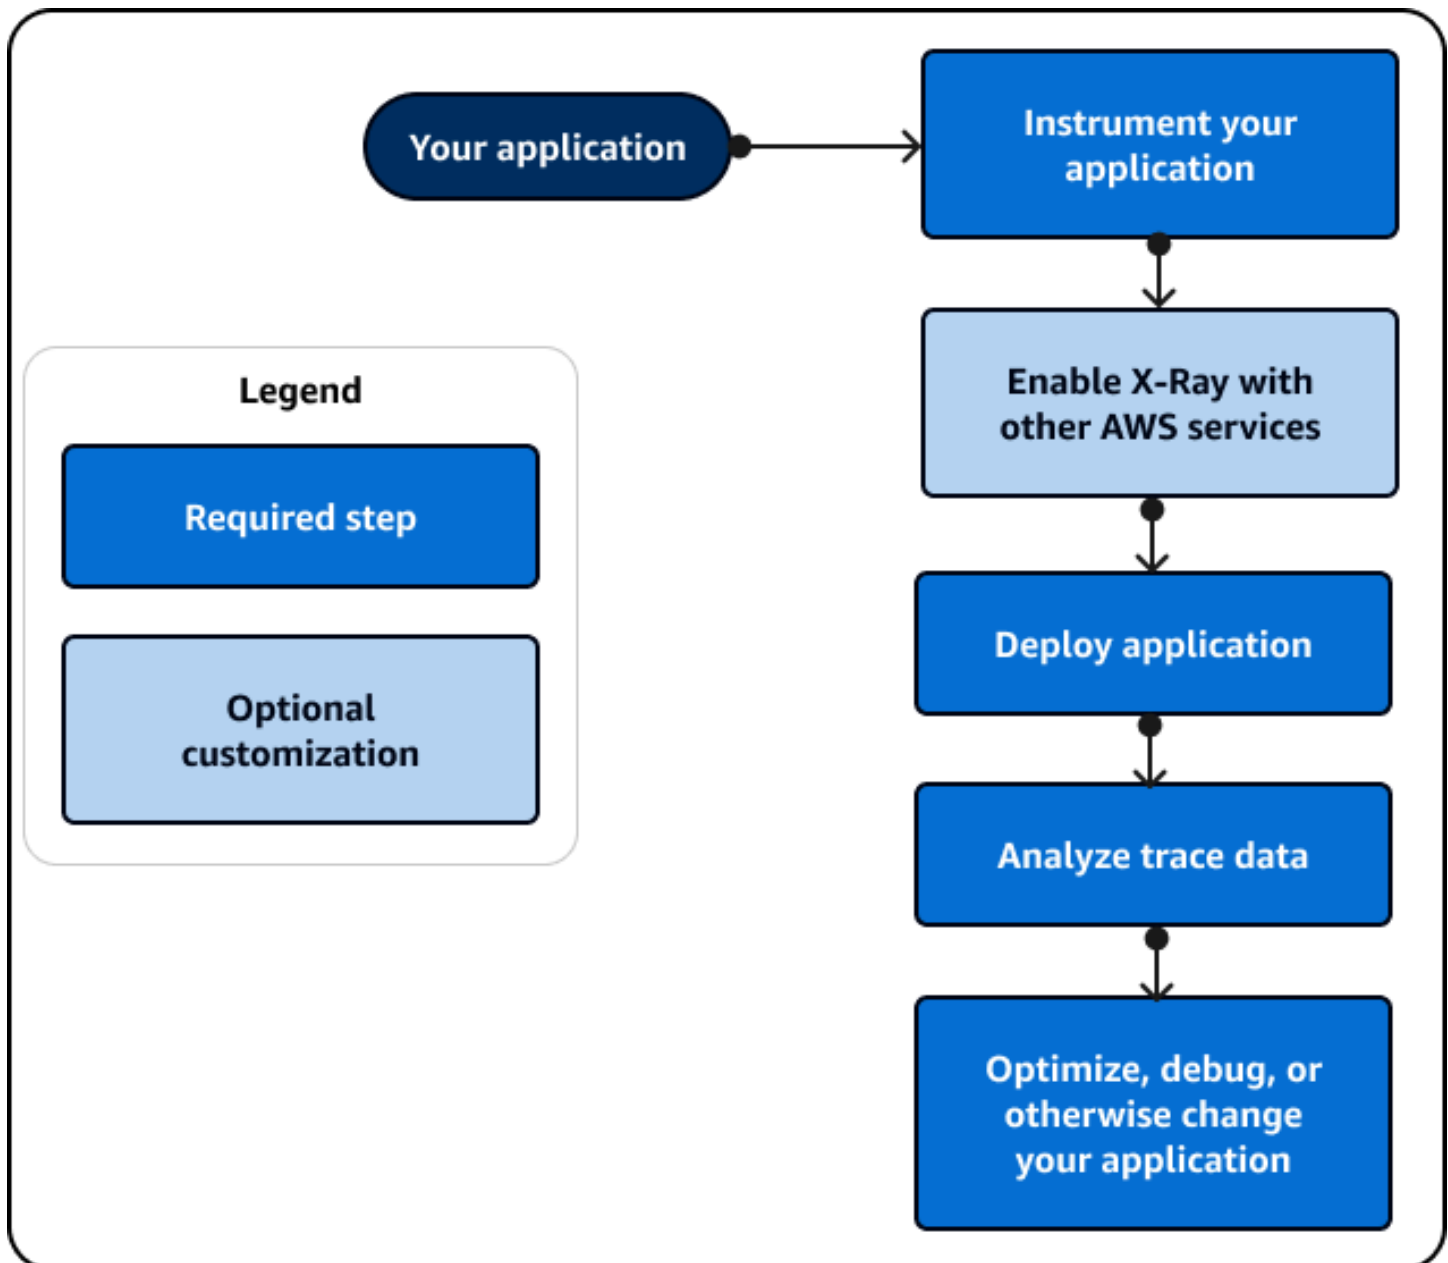 Your application
Instrument your
application
Enable X-Ray with
other AWS services
Deploy application
Analyze trace data
Optimize, debug, or
otherwise change
your application
Legend
Required step
Optional
customization